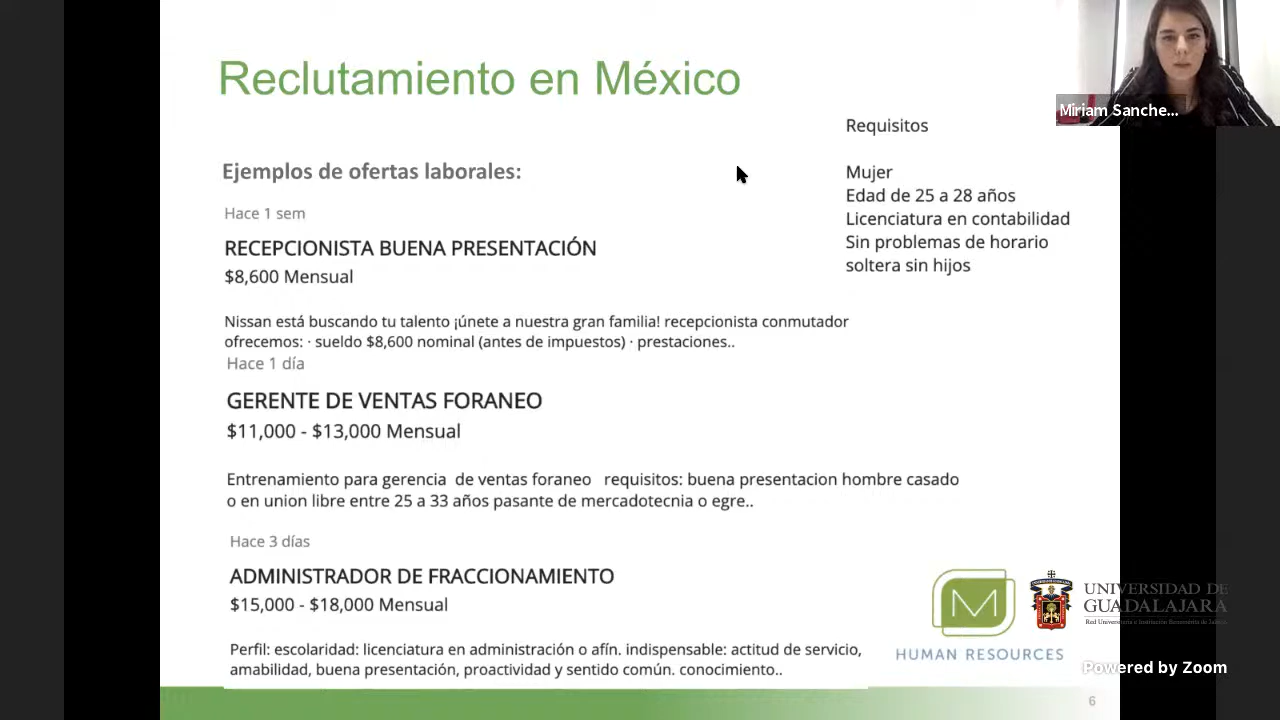 Reclutamiento en México
Miriam Sanche...
Requisitos
Mujer
Edad de 25 a 28 años
Licenciatura en contabilidad
Sin problemas de horario
soltera sin hijos
Ejemplos de ofertas laborales:
Hace 1 sem
RECEPCIONISTA BUENA PRESENTACIÓN
$8,600 Mensual
Nissan está buscando tu talento ¡únete a nuestra gran familia! recepcionista conmutador
ofrecemos: · sueldo $8,600 nominal (antes de impuestos) · prestaciones..
Hace 1 día
GERENTE DE VENTAS FORANEO
$11,000 - $13,000 Mensual
Entrenamiento para gerencia de ventas foraneo requisitos: buena presentacion hombre casado
o en union libre entre 25 a 33 años pasante de mercadotecnia o egre..
Hace 3 días
ADMINISTRADOR DE FRACCIONAMIENTO
$15,000 - $18,000 Mensual
Perfil: escolaridad: licenciatura en administración o afín. indispensable: actitud de servicio,
amabilidad, buena presentación, proactividad y sentido común. conocimiento..
M
HUMAN RESOURCES
UNIVERSIDAD DE
GUADALAJARA
Red Universitaria e Institución Benemérita de Jalisco
Powered by Zoom
6